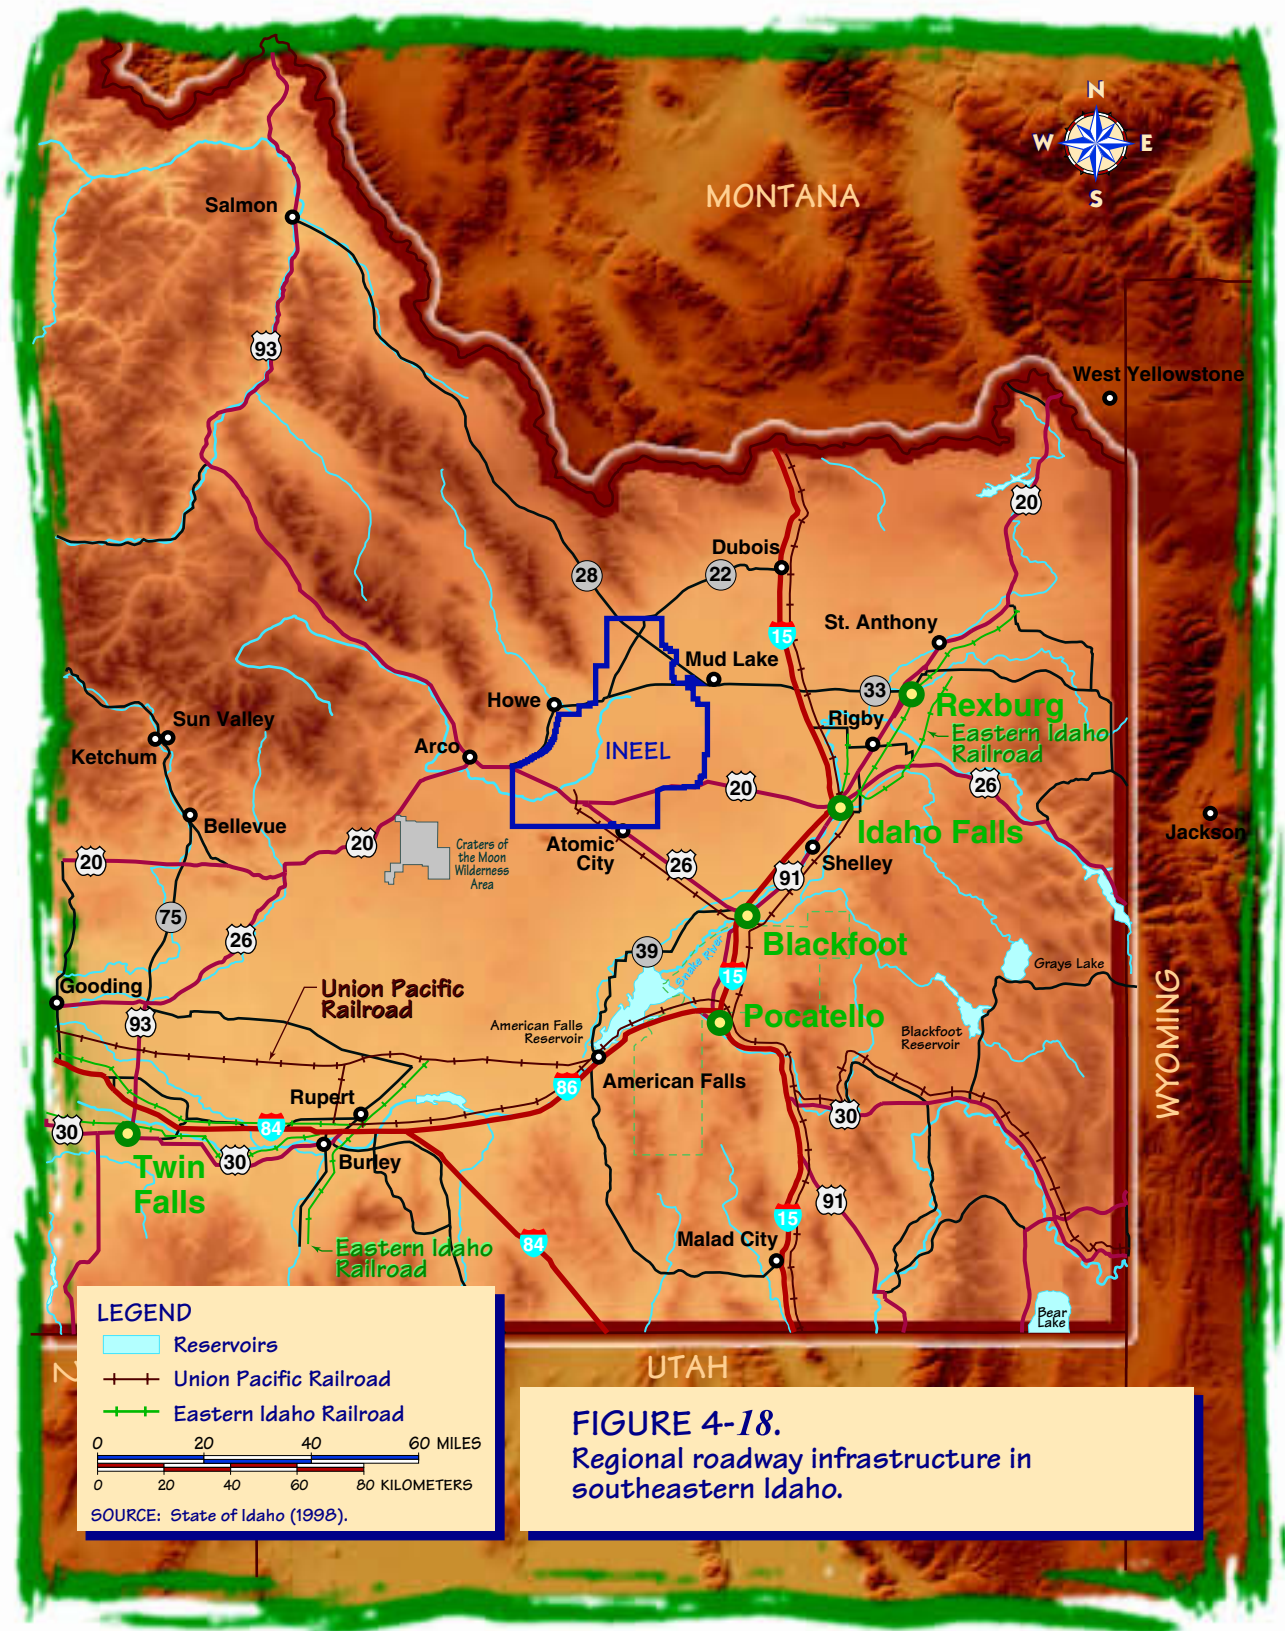 N
W
E
S
MONTANA
Salmon
93
West Yellowstone
20
Dubois
28
22
St. Anthony
15
Mud Lake
33
Howe
Rexburg
Rigby
Eastern Idaho
Railroad
Sun Valley
Ketchum
Arco
INEEL
20
26
Idaho Falls
Jackson
Bellevue
20
20
Craters of
the Moon
Wilderness
Area
Atomic
City
26
91
Shelley
75
26
39
Blackfoot
Snake River
15
Grays Lake
Gooding
Union Pacific
Railroad
93
American Falls
Reservoir
Pocatello
Blackfoot
Reservoir
WYOMING
86
American Falls
Rupert
30
84
30
30
Burley
Twin
Falls
91
15
Malad City
84
Eastern Idaho
Railroad
Bear
Lake
UTAH
LEGEND
Reservoirs
Union Pacific Railroad
Eastern Idaho Railroad
0 20 40 60 MILES
0 20 40 60 80 KILOMETERS
SOURCE: State of Idaho (1998).
FIGURE 4-18.
Regional roadway infrastructure in
southeastern Idaho.